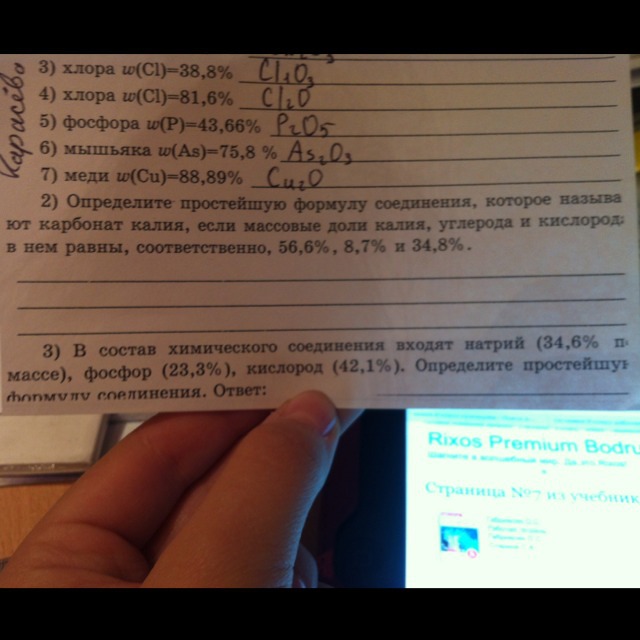 Карасёва
3) хлора w(Cl)=38,8%
4) хлора w(Cl)=81,6% Cl2O
5) фосфора w(P)=43,66% P2O5
6) мышьяка w(As)=75,8 % As2O3
7) меди w(Cu)=88,89% Cu2O
2) Определите простейшую формулу соединения, которое называ
ют карбонат калия, если массовые доли калия, углерода и кислород
в нем равны, соответственно, 56,6%, 8,7% и 34,8%.
3) В состав химического соединения входят натрий (34,6% п
массе), фосфор (23,3%), кислород (42,1%). Определите простейшу
формулу соединения. Ответ:
Rixos Premium Bodru
Страница №7 из учебник